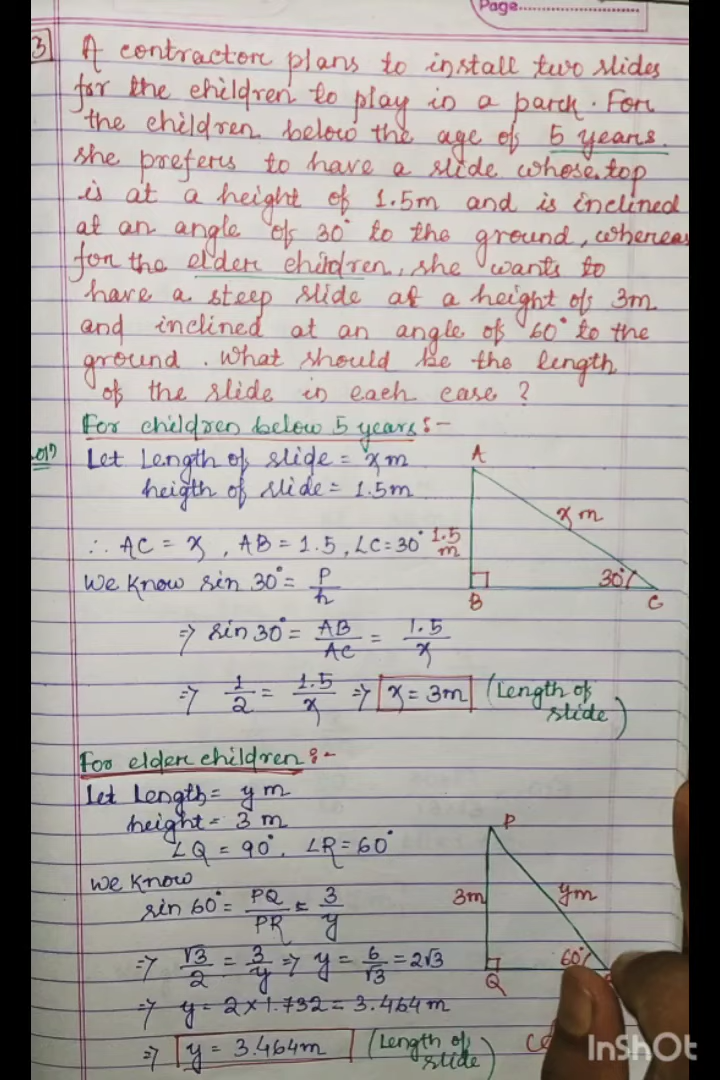 Page
3 A contractor plans to install two slides
for the children to play in a park. For
the children below the age of 5 years.
she prefers to have a slide whose top
is at a height of 1.5m and is inclined
at an angle of 30° to the ground, whereas
for the elder children, she wants to
have a steep slide at a height of 3m
and inclined at an angle of 60° to the
ground. What should be the length
of the slide in each case?
For children below 5 years:-
Let Length of slide = x m
heigth of slide = 1.5m
∴ AC = x, AB = 1.5, ∠C = 30°
We Know sin 30° = P/h
⇒ sin 30° = AB/AC = 1.5/x
⇒ 1/2 = 1.5/x ⇒ x = 3m (Length of slide)
A
x m
1.5 m
30°
B C
For elder children:-
Let Length = y m
height = 3 m
∠Q = 90°, ∠R = 60°
We Know
sin 60° = PQ/PR = 3/y
⇒ √3/2 = 3/y ⇒ y = 6/√3 = 2√3
⇒ y = 2×1.732 = 3.464 m
⇒ y = 3.464m (Length of slide)
P
3m
ym
60°
Q
InShOt